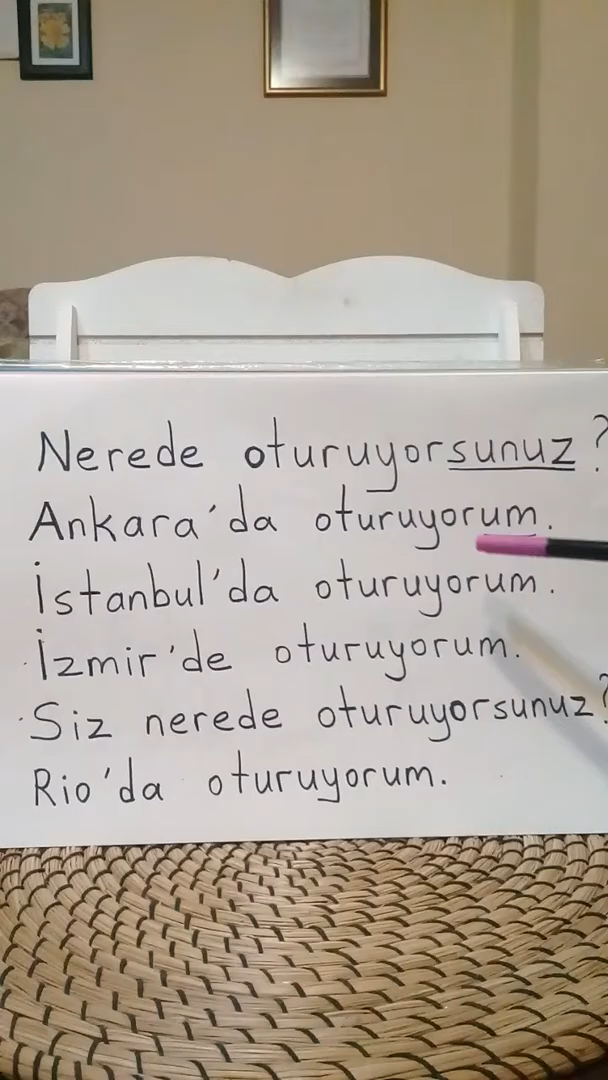 Nerede oturuyorsunuz?
Ankara'da oturuyorum.
İstanbul'da oturuyorum.
İzmir'de oturuyorum.
Siz nerede oturuyorsunuz?
Rio'da oturuyorum.